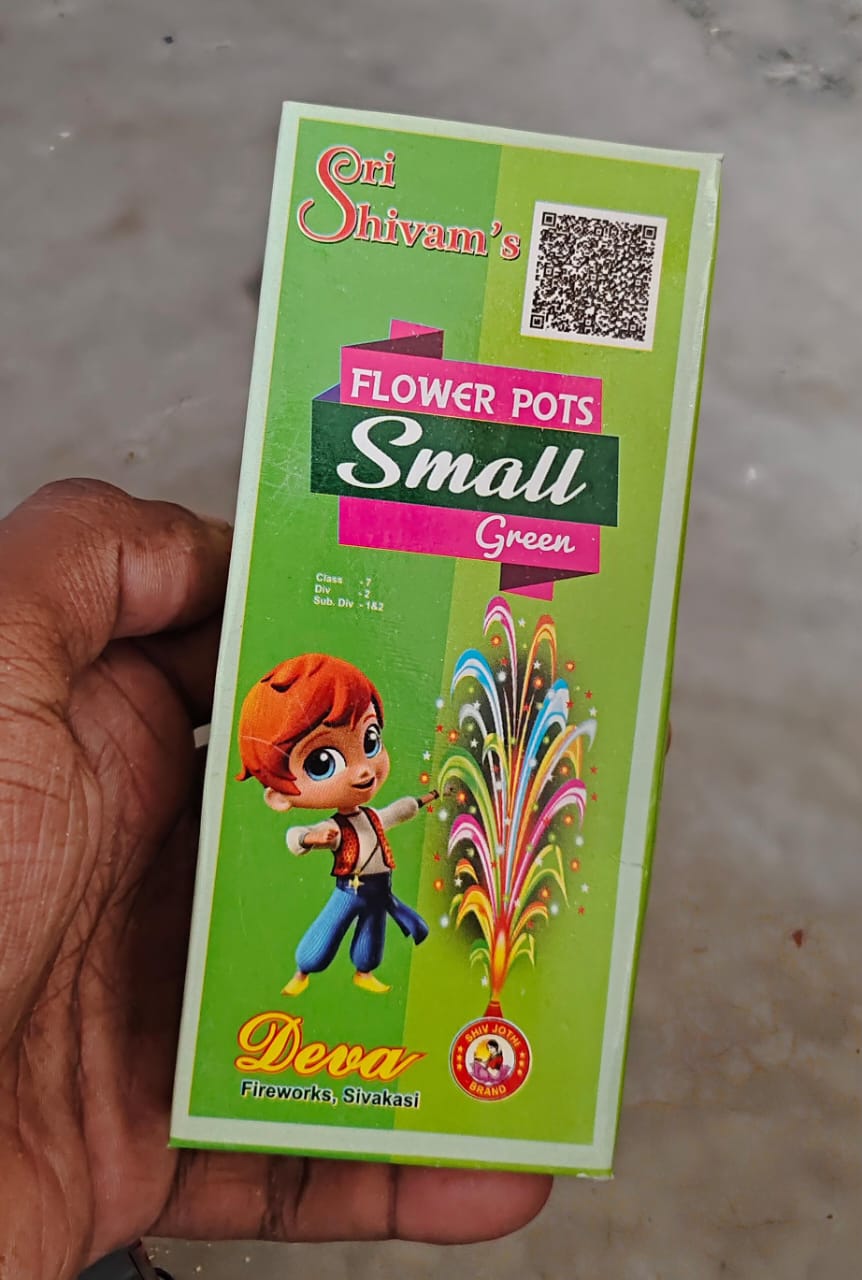 Sri
Shivam's
FLOWER POTS
Small
Green
Class - 7
Div - 2
Sub. Div - 1&2
Deva
Fireworks, Sivakasi
SHIV JOTHI
BRAND